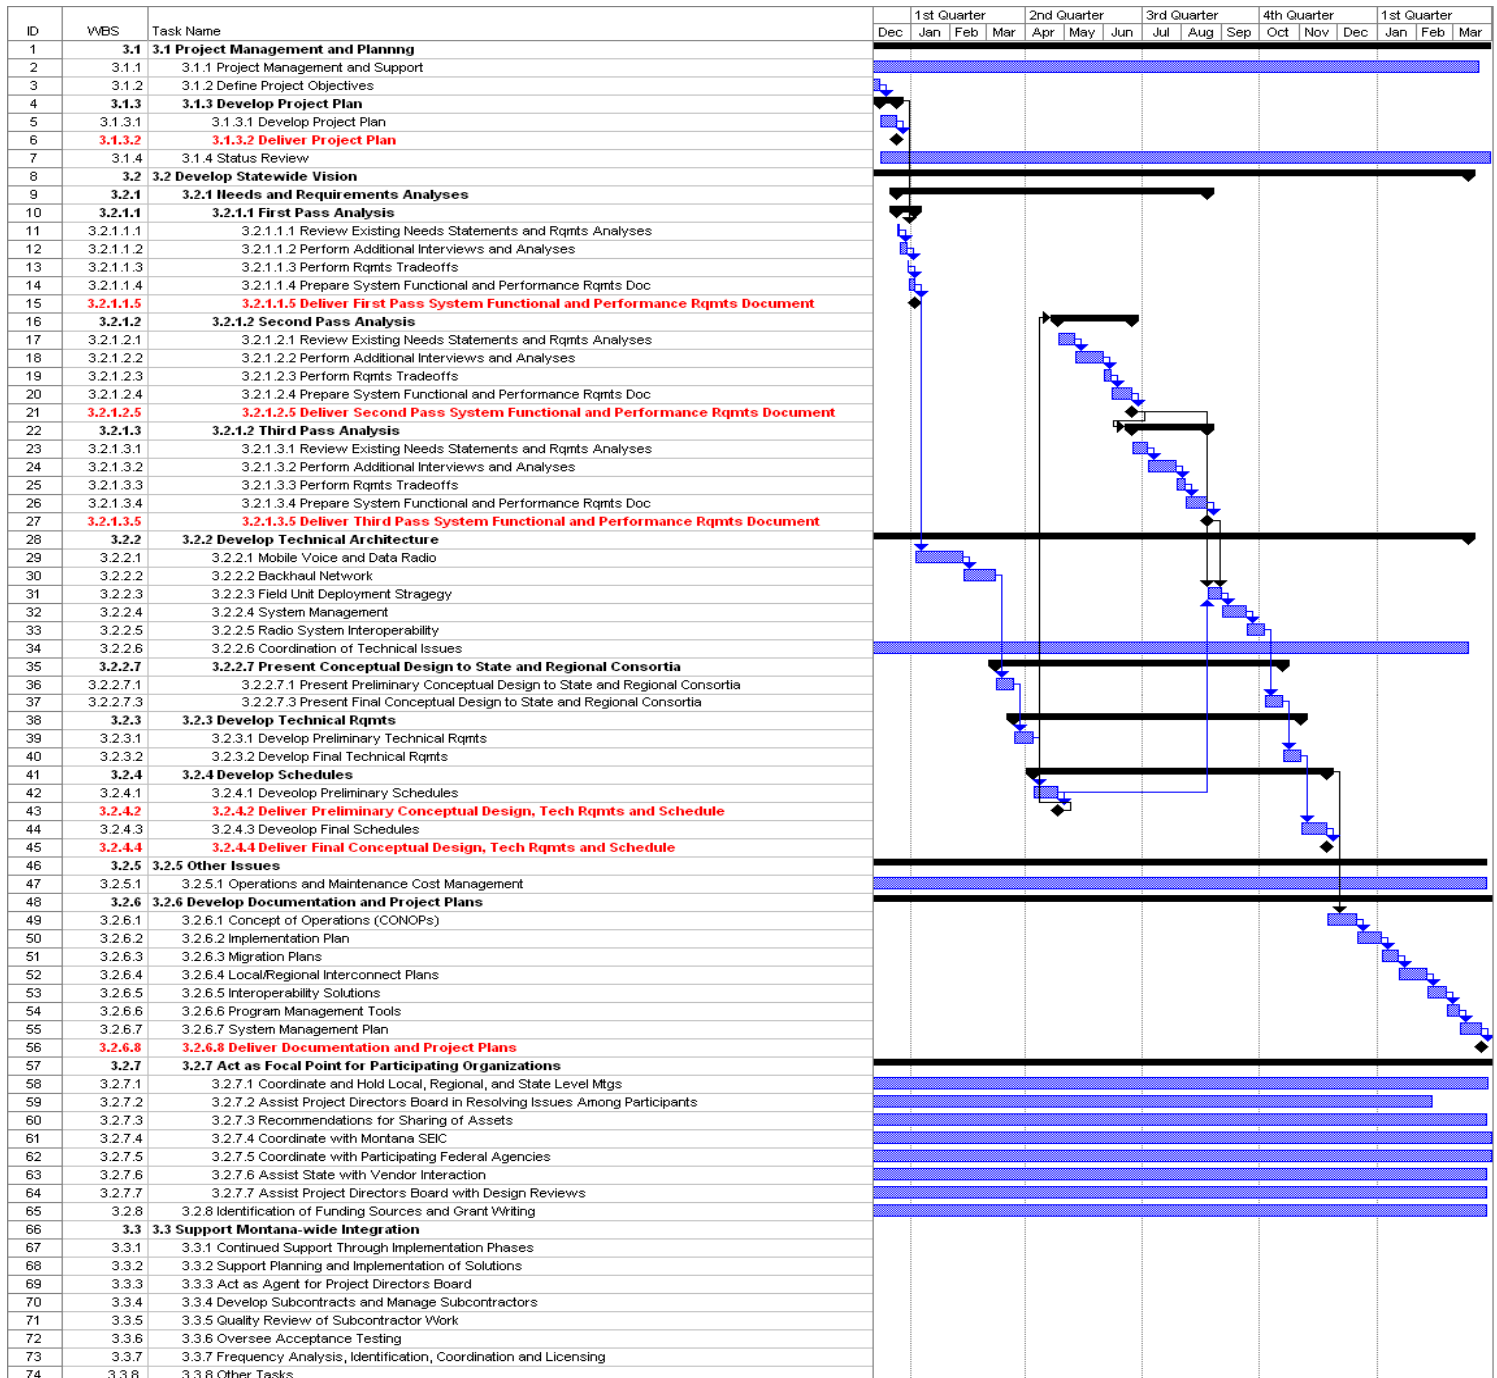 1st Quarter 2nd Quarter 3rd Quarter 4th Quarter 1st Quarter
ID WBS Task Name Dec Jan Feb Mar Apr May Jun Jul Aug Sep Oct Nov Dec Jan Feb Mar
1 3.1 3.1 Project Management and Plannng
2 3.1.1 3.1.1 Project Management and Support
3 3.1.2 3.1.2 Define Project Objectives
4 3.1.3 3.1.3 Develop Project Plan
5 3.1.3.1 3.1.3.1 Develop Project Plan
6 3.1.3.2 3.1.3.2 Deliver Project Plan
7 3.1.4 3.1.4 Status Review
8 3.2 3.2 Develop Statewide Vision
9 3.2.1 3.2.1 Needs and Requirements Analyses
10 3.2.1.1 3.2.1.1 First Pass Analysis
11 3.2.1.1.1 3.2.1.1.1 Review Existing Needs Statements and Rqmts Analyses
12 3.2.1.1.2 3.2.1.1.2 Perform Additional Interviews and Analyses
13 3.2.1.1.3 3.2.1.1.3 Perform Rqmts Tradeoffs
14 3.2.1.1.4 3.2.1.1.4 Prepare System Functional and Performance Rqmts Doc
15 3.2.1.1.5 3.2.1.1.5 Deliver First Pass System Functional and Performance Rqmts Document
16 3.2.1.2 3.2.1.2 Second Pass Analysis
17 3.2.1.2.1 3.2.1.2.1 Review Existing Needs Statements and Rqmts Analyses
18 3.2.1.2.2 3.2.1.2.2 Perform Additional Interviews and Analyses
19 3.2.1.2.3 3.2.1.2.3 Perform Rqmts Tradeoffs
20 3.2.1.2.4 3.2.1.2.4 Prepare System Functional and Performance Rqmts Doc
21 3.2.1.2.5 3.2.1.2.5 Deliver Second Pass System Functional and Performance Rqmts Document
22 3.2.1.3 3.2.1.2 Third Pass Analysis
23 3.2.1.3.1 3.2.1.3.1 Review Existing Needs Statements and Rqmts Analyses
24 3.2.1.3.2 3.2.1.3.2 Perform Additional Interviews and Analyses
25 3.2.1.3.3 3.2.1.3.3 Perform Rqmts Tradeoffs
26 3.2.1.3.4 3.2.1.3.4 Prepare System Functional and Performance Rqmts Doc
27 3.2.1.3.5 3.2.1.3.5 Deliver Third Pass System Functional and Performance Rqmts Document
28 3.2.2 3.2.2 Develop Technical Architecture
29 3.2.2.1 3.2.2.1 Mobile Voice and Data Radio
30 3.2.2.2 3.2.2.2 Backhaul Network
31 3.2.2.3 3.2.2.3 Field Unit Deployment Stragegy
32 3.2.2.4 3.2.2.4 System Management
33 3.2.2.5 3.2.2.5 Radio System Interoperability
34 3.2.2.6 3.2.2.6 Coordination of Technical Issues
35 3.2.2.7 3.2.2.7 Present Conceptual Design to State and Regional Consortia
36 3.2.2.7.1 3.2.2.7.1 Present Preliminary Conceptual Design to State and Regional Consortia
37 3.2.2.7.3 3.2.2.7.3 Present Final Conceptual Design to State and Regional Consortia
38 3.2.3 3.2.3 Develop Technical Rqmts
39 3.2.3.1 3.2.3.1 Develop Preliminary Technical Rqmts
40 3.2.3.2 3.2.3.2 Develop Final Technical Rqmts
41 3.2.4 3.2.4 Develop Schedules
42 3.2.4.1 3.2.4.1 Deveolop Preliminary Schedules
43 3.2.4.2 3.2.4.2 Deliver Preliminary Conceptual Design, Tech Rqmts and Schedule
44 3.2.4.3 3.2.4.3 Deveolop Final Schedules
45 3.2.4.4 3.2.4.4 Deliver Final Conceptual Design, Tech Rqmts and Schedule
46 3.2.5 3.2.5 Other Issues
47 3.2.5.1 3.2.5.1 Operations and Maintenance Cost Management
48 3.2.6 3.2.6 Develop Documentation and Project Plans
49 3.2.6.1 3.2.6.1 Concept of Operations (CONOPs)
50 3.2.6.2 3.2.6.2 Implementation Plan
51 3.2.6.3 3.2.6.3 Migration Plans
52 3.2.6.4 3.2.6.4 Local/Regional Interconnect Plans
53 3.2.6.5 3.2.6.5 Interoperability Solutions
54 3.2.6.6 3.2.6.6 Program Management Tools
55 3.2.6.7 3.2.6.7 System Management Plan
56 3.2.6.8 3.2.6.8 Deliver Documentation and Project Plans
57 3.2.7 3.2.7 Act as Focal Point for Participating Organizations
58 3.2.7.1 3.2.7.1 Coordinate and Hold Local, Regional, and State Level Mtgs
59 3.2.7.2 3.2.7.2 Assist Project Directors Board in Resolving Issues Among Participants
60 3.2.7.3 3.2.7.3 Recommendations for Sharing of Assets
61 3.2.7.4 3.2.7.4 Coordinate with Montana SEIC
62 3.2.7.5 3.2.7.5 Coordinate with Participating Federal Agencies
63 3.2.7.6 3.2.7.6 Assist State with Vendor Interaction
64 3.2.7.7 3.2.7.7 Assist Project Directors Board with Design Reviews
65 3.2.8 3.2.8 Identification of Funding Sources and Grant Writing
66 3.3 3.3 Support Montana-wide Integration
67 3.3.1 3.3.1 Continued Support Through Implementation Phases
68 3.3.2 3.3.2 Support Planning and Implementation of Solutions
69 3.3.3 3.3.3 Act as Agent for Project Directors Board
70 3.3.4 3.3.4 Develop Subcontracts and Manage Subcontractors
71 3.3.5 3.3.5 Quality Review of Subcontractor Work
72 3.3.6 3.3.6 Oversee Acceptance Testing
73 3.3.7 3.3.7 Frequency Analysis, Identification, Coordination and Licensing
74 3.3.8 3.3.8 Other Tasks